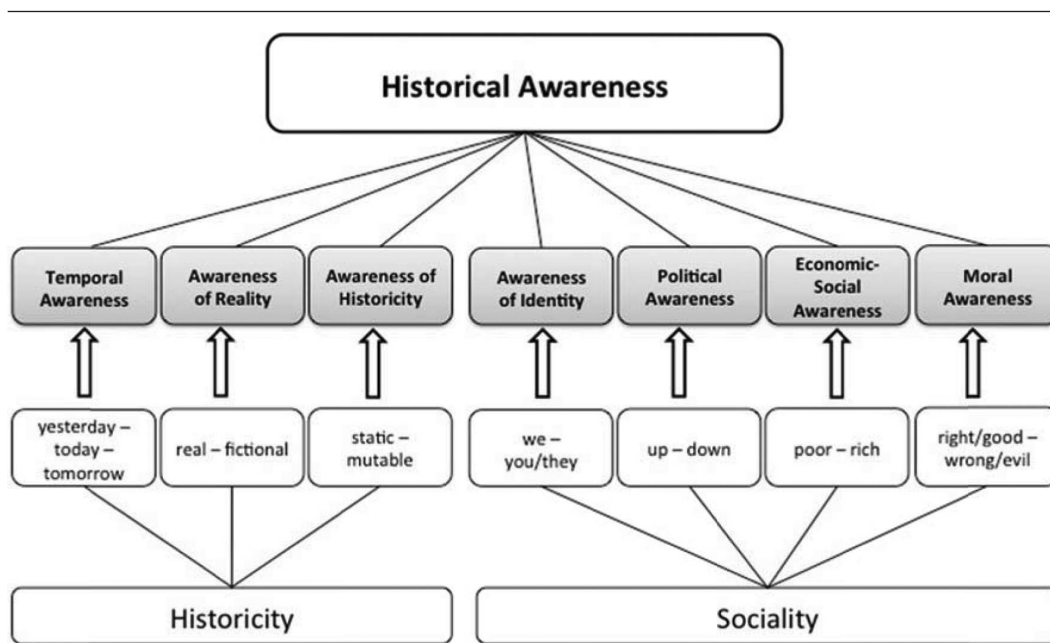 Historical Awareness
Temporal
Awareness
Awareness
of Reality
Awareness of
Historicity
Awareness
of Identity
Political
Awareness
Economic-
Social
Awareness
Moral
Awareness
yesterday –
today –
tomorrow
real – fictional
static –
mutable
we –
you/they
up – down
poor – rich
right/good –
wrong/evil
Historicity
Sociality